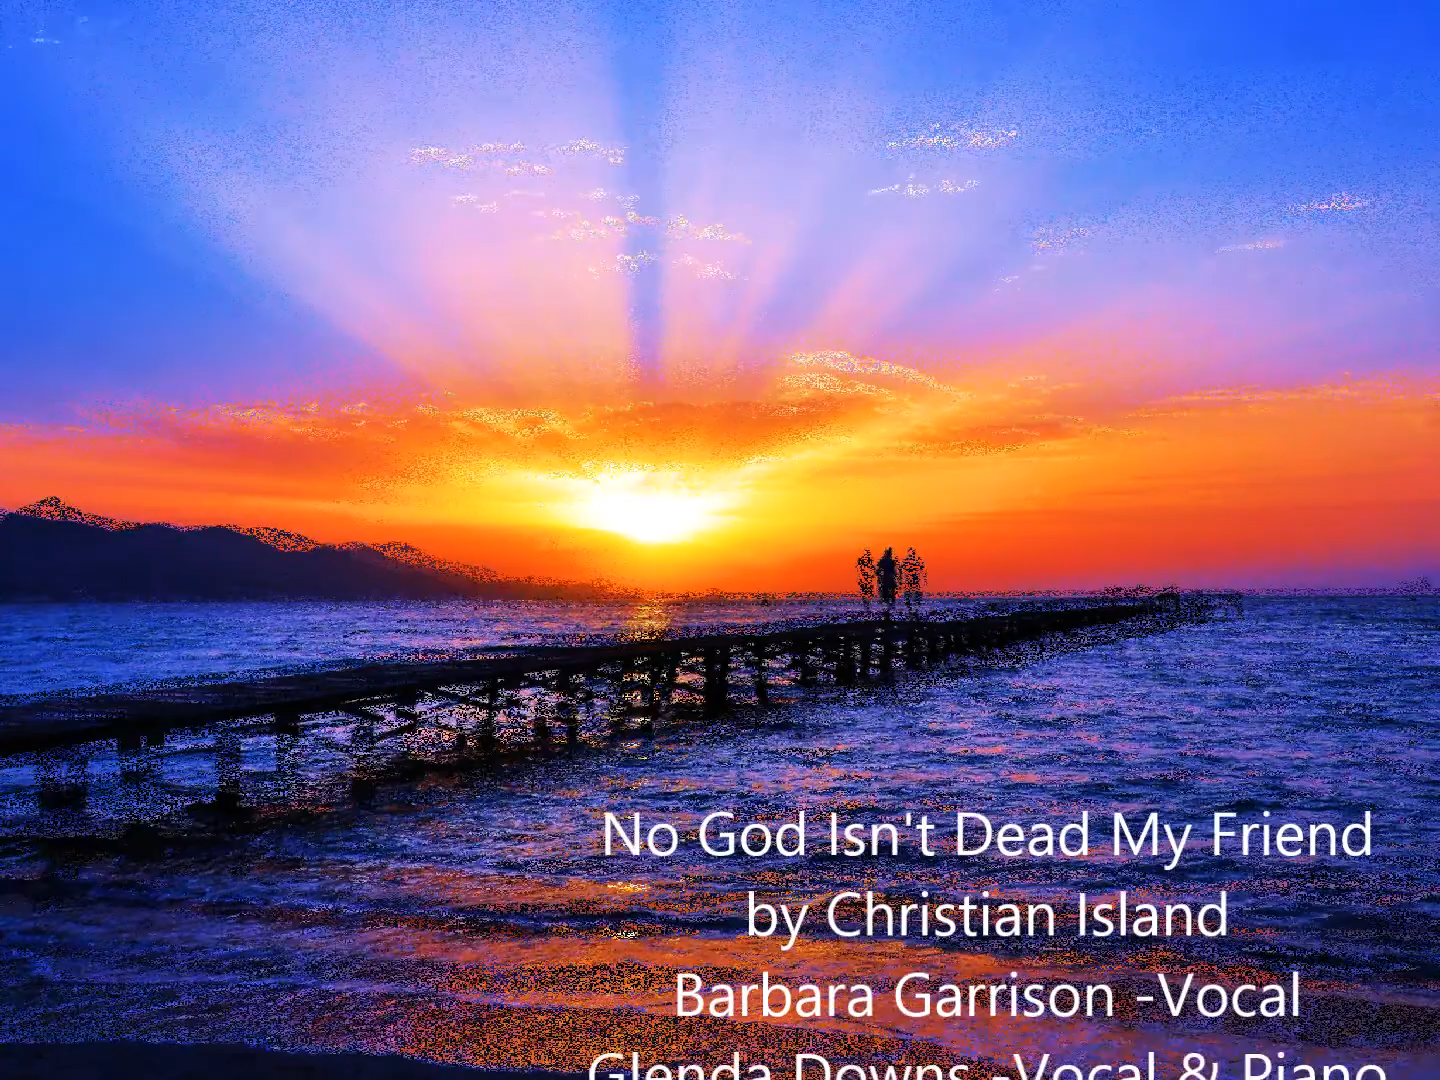 No God Isn't Dead My Friend
by Christian Island
Barbara Garrison -Vocal
Glenda Downs -Vocal & Piano